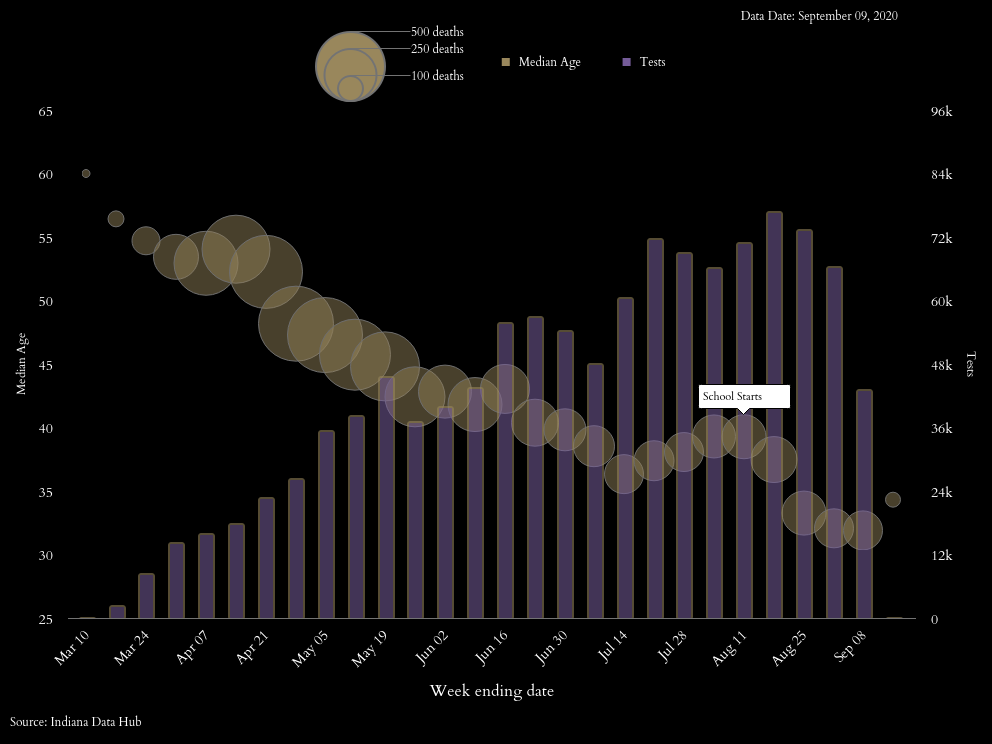 Data Date: September 09, 2020
500 deaths
250 deaths
100 deaths
Median Age
Tests
65
60
55
50
45
40
35
30
25
Median Age
96k
84k
72k
60k
48k
36k
24k
12k
0
Tests
School Starts
Mar 10
Mar 24
Apr 07
Apr 21
May 05
May 19
Jun 02
Jun 16
Jun 30
Jul 14
Jul 28
Aug 11
Aug 25
Sep 08
Week ending date
Source: Indiana Data Hub